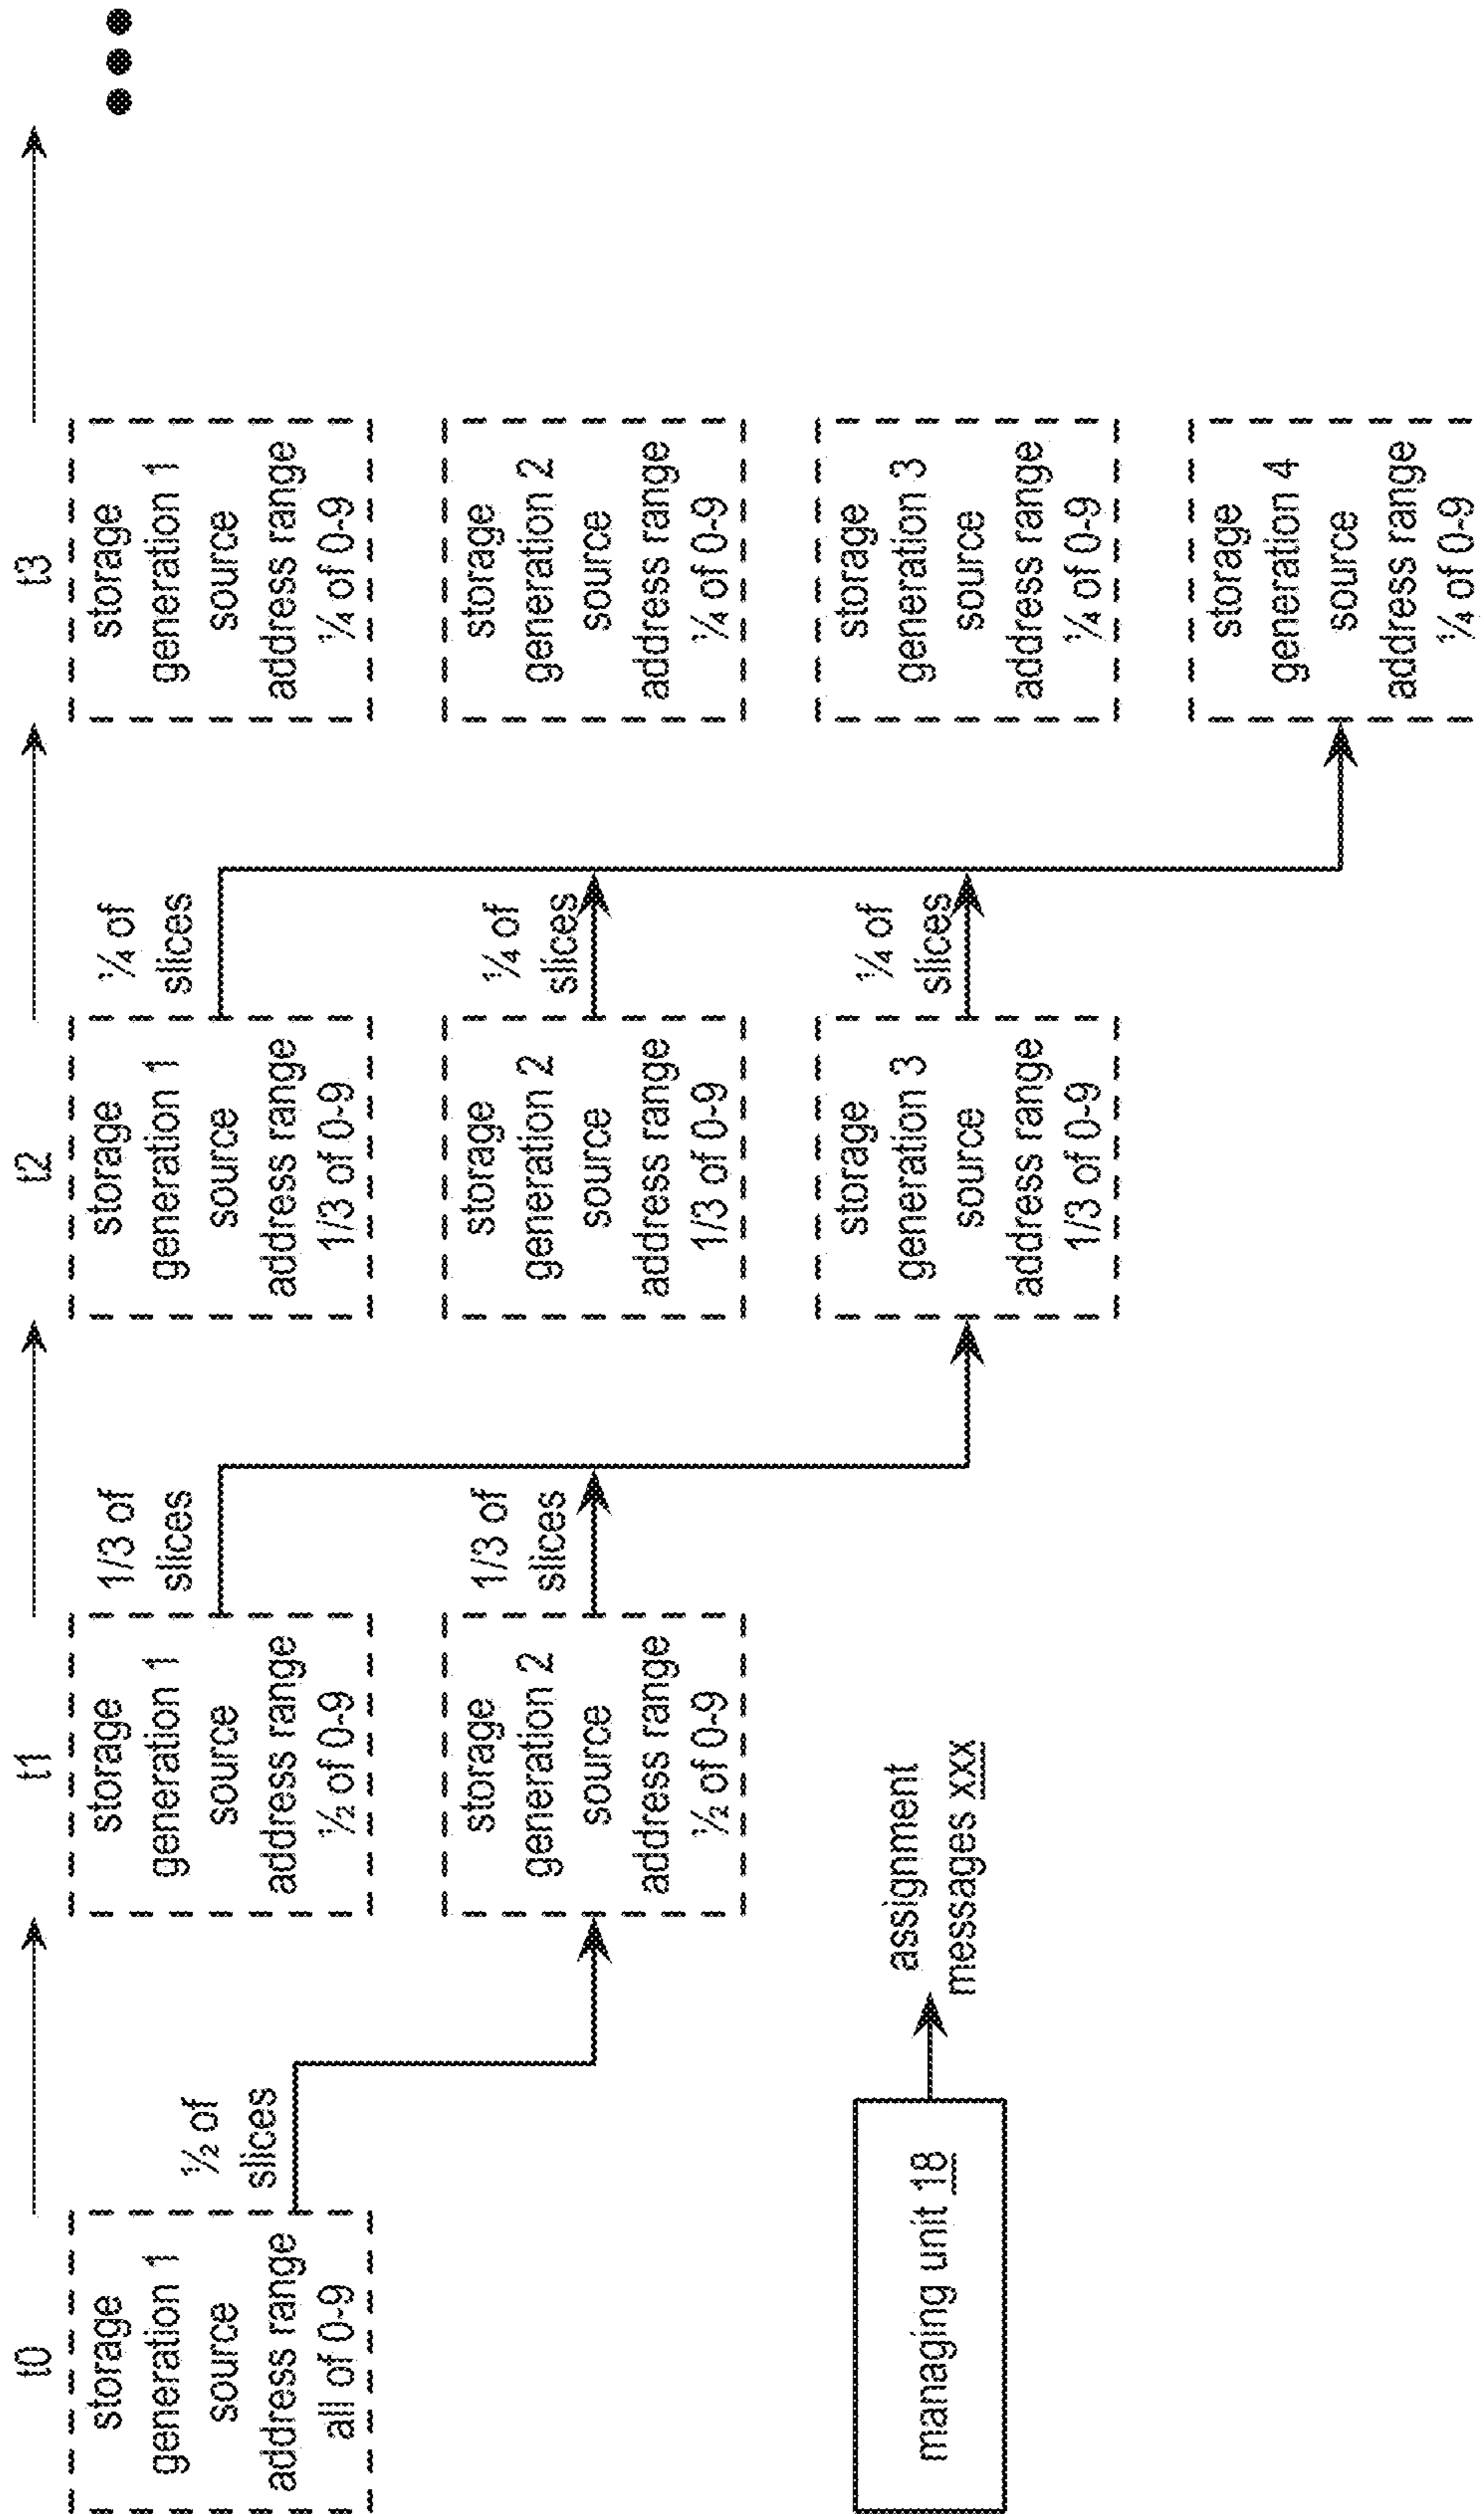 t0
storage
generation 1
source
address range
all of 0-9
½ of
slices
t1
storage
generation 1
source
address range
½ of 0-9
1/3 of
slices
storage
generation 2
source
address range
½ of 0-9
1/3 of
slices
t2
storage
generation 1
source
address range
1/3 of 0-9
¼ of
slices
storage
generation 2
source
address range
1/3 of 0-9
¼ of
slices
storage
generation 3
source
address range
1/3 of 0-9
¼ of
slices
t3
storage
generation 1
source
address range
¼ of 0-9
storage
generation 2
source
address range
¼ of 0-9
storage
generation 3
source
address range
¼ of 0-9
storage
generation 4
source
address range
¼ of 0-9
managing unit 18
assignment
messages xxx